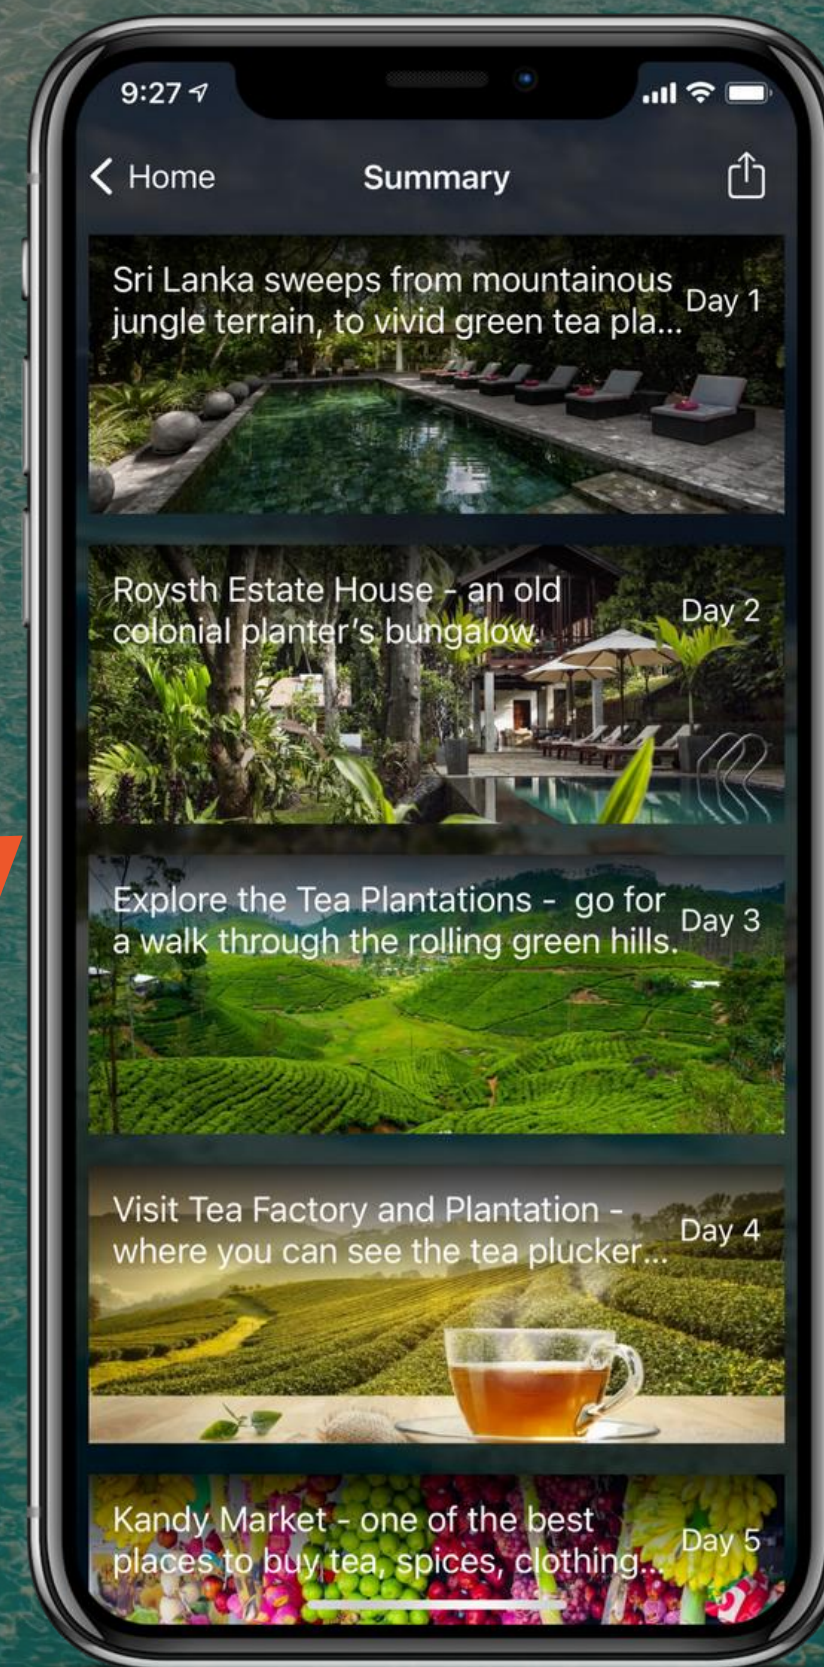 9:27
Home
Summary
Sri Lanka sweeps from mountainous
jungle terrain, to vivid green tea pla...
Day 1
Roysth Estate House - an old
colonial planter's bungalow.
Day 2
Explore the Tea Plantations -  go for
a walk through the rolling green hills.
Day 3
Visit Tea Factory and Plantation -
where you can see the tea plucker...
Day 4
Kandy Market - one of the best
places to buy tea, spices, clothing...
Day 5